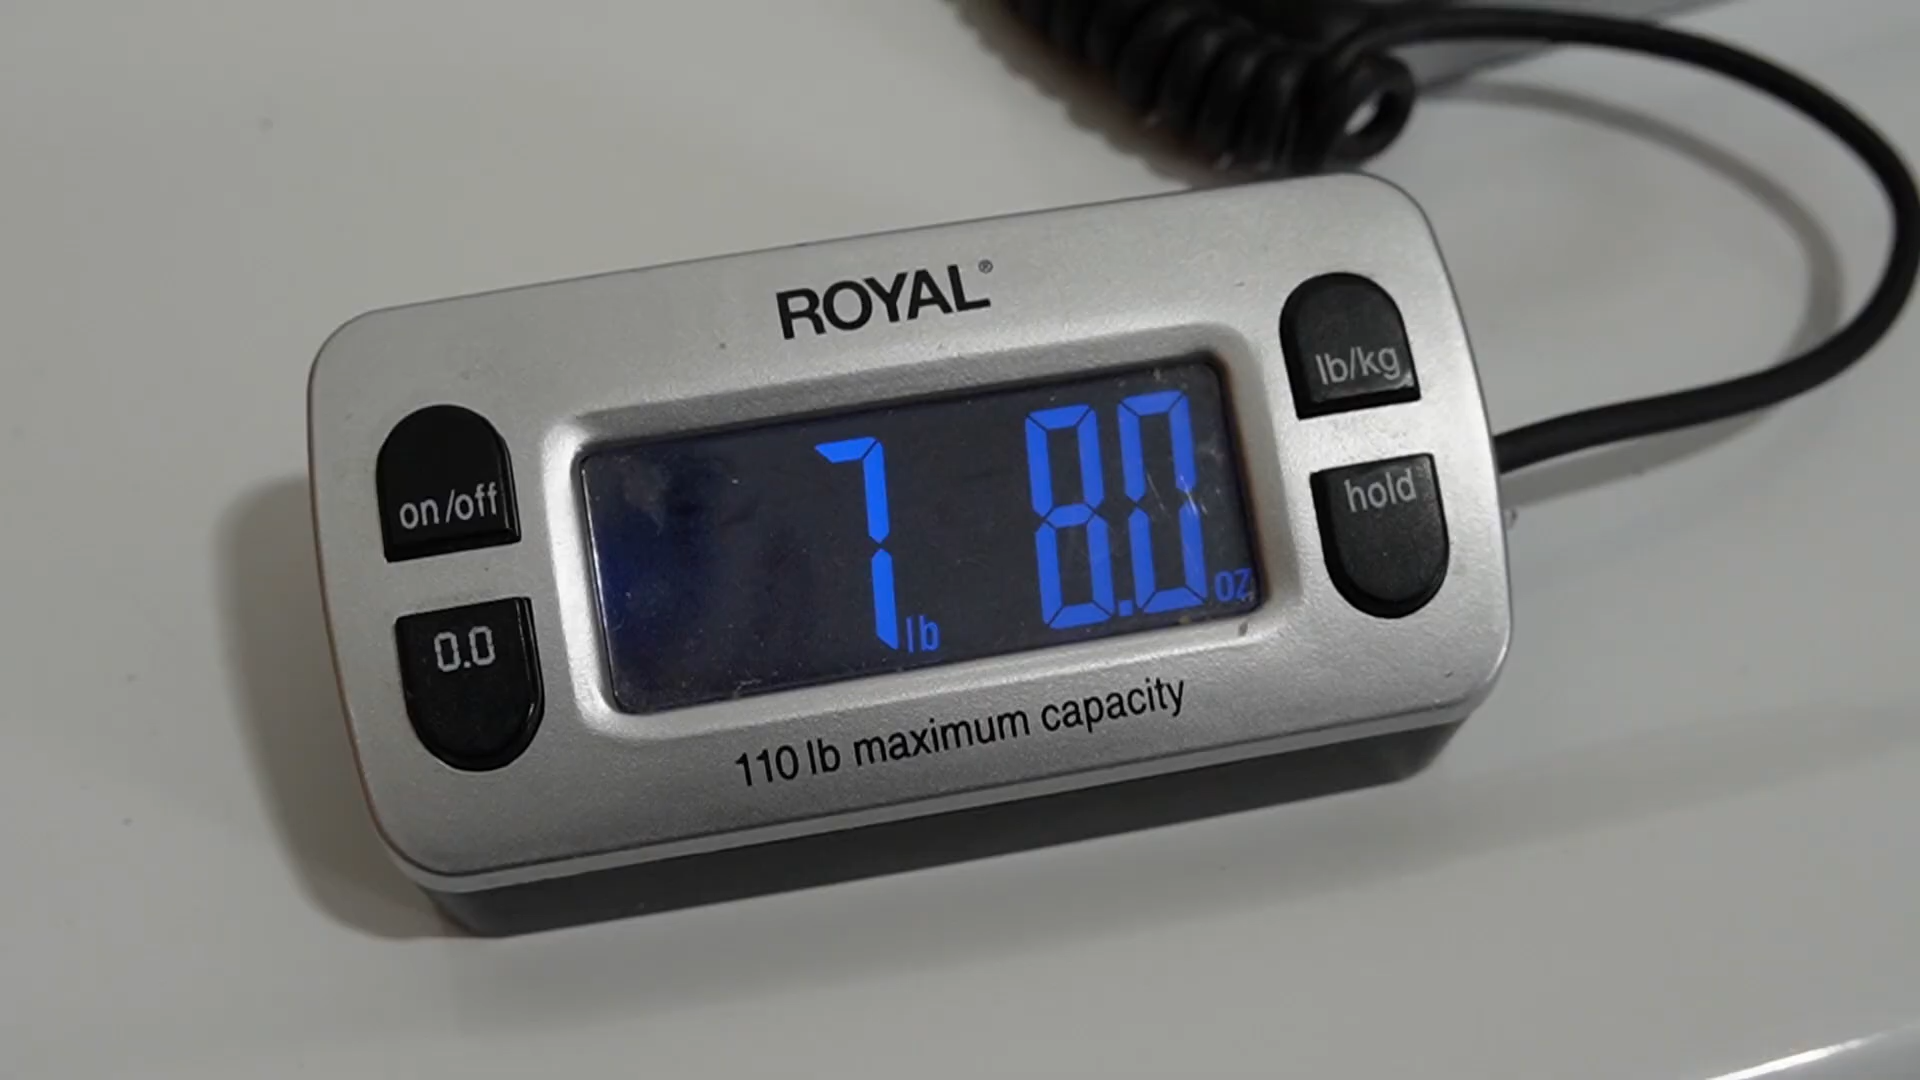 ROYAL®
lb/kg
on/off
7 lb 8.0 oz
hold
0.0
110 lb maximum capacity